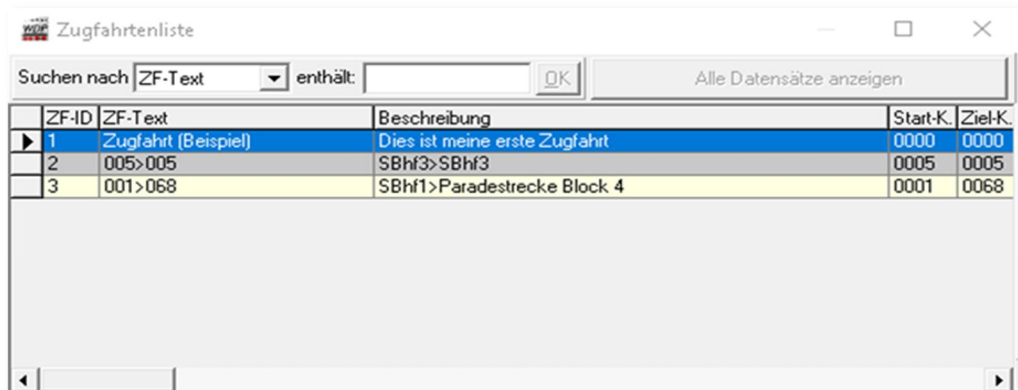 WDP Zugfahrtenliste
Suchen nach ZF-Text enthält: OK Alle Datensätze anzeigen
ZF-ID ZF-Text Beschreibung Start-K. Ziel-K.
1 Zugfahrt (Beispiel) Dies ist meine erste Zugfahrt 0000 0000
2 005>005 SBhf3>SBhf3 0005 0005
3 001>068 SBhf1>Paradestrecke Block 4 0001 0068